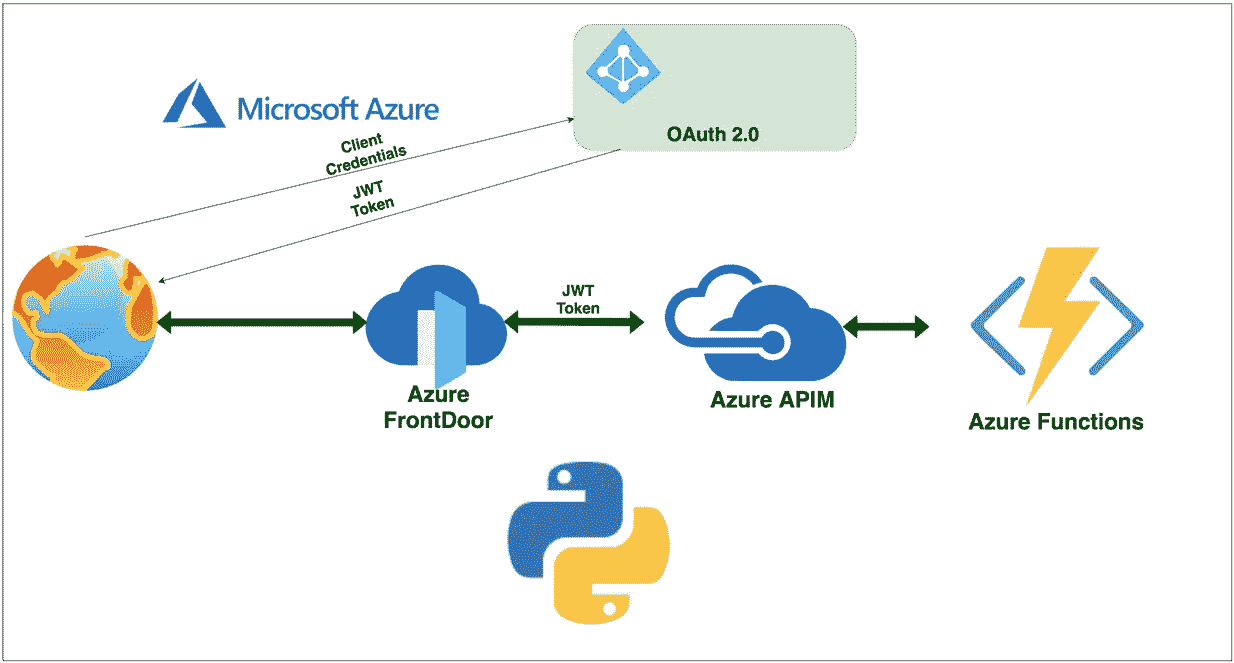 Microsoft Azure
OAuth 2.0
Client
Credentials
JWT
Token
JWT
Token
Azure
FrontDoor
Azure APIM
Azure Functions